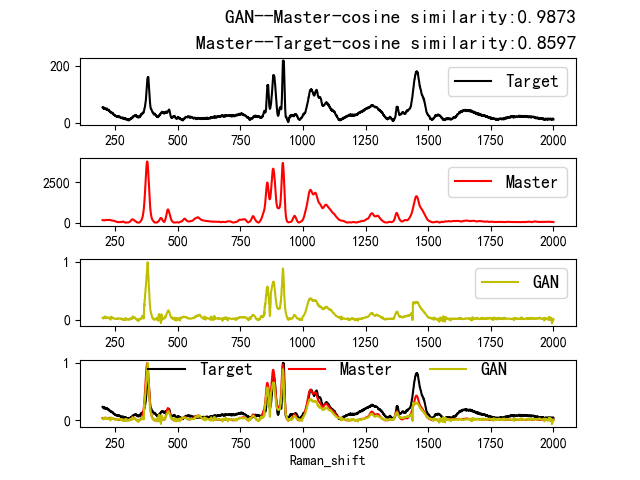 GAN--Master-cosine similarity:0.9873
Master--Target-cosine similarity:0.8597
200
0
Target
250 500 750 1000 1250 1500 1750 2000
2500
0
Master
250 500 750 1000 1250 1500 1750 2000
1
0
GAN
250 500 750 1000 1250 1500 1750 2000
1
0
Target Master GAN
250 500 750 1000 1250 1500 1750 2000
Raman_shift